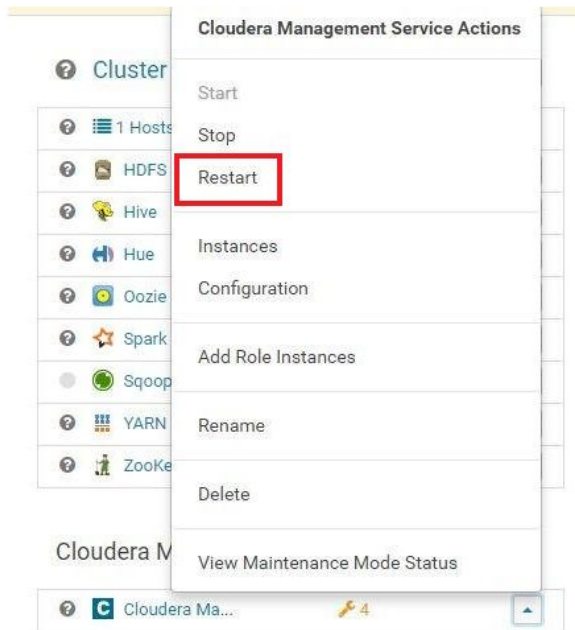 Cloudera Management Service Actions
Cluster
Start
1 Hosts
Stop
HDFS
Restart
Hive
Hue
Instances
Oozie
Configuration
Spark
Add Role Instances
Sqoop
YARN
Rename
ZooKe
Delete
Cloudera M
View Maintenance Mode Status
C Cloudera Ma... 4